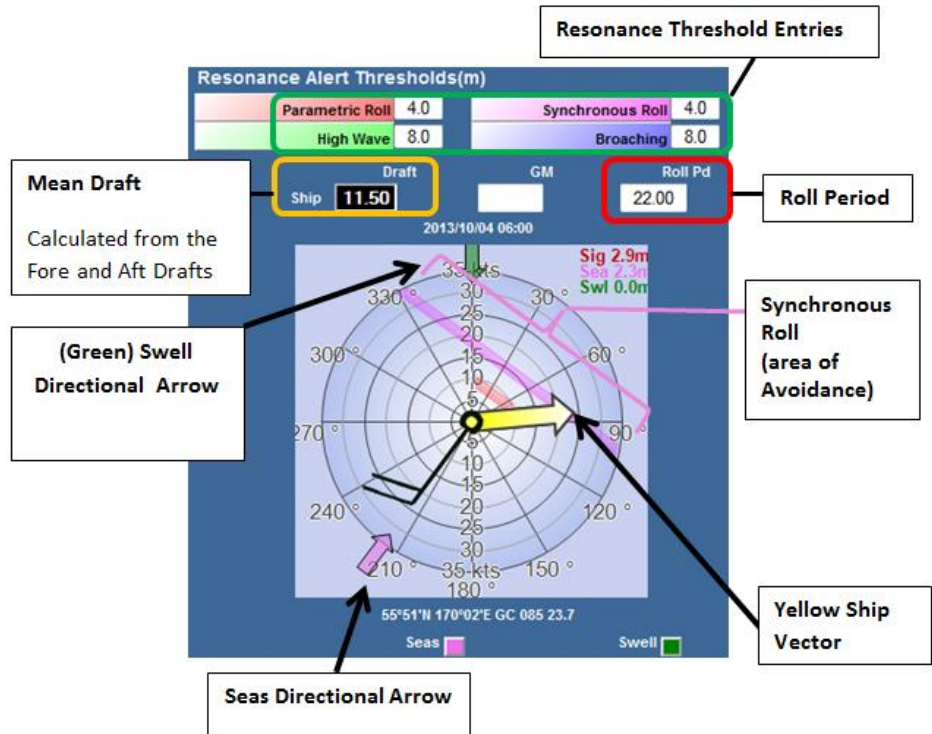 Resonance Threshold Entries
Resonance Alert Thresholds(m)
Parametric Roll 4.0 Synchronous Roll 4.0
High Wave 8.0 Broaching 8.0
Mean Draft
Calculated from the
Fore and Aft Drafts
Draft GM Roll Pd
Ship 11.50 22.00
Roll Period
2013/10/04 06:00
Sig 2.9m
Sea 2.3m
Swl 0.0m
(Green) Swell
Directional Arrow
Synchronous
Roll
(area of
Avoidance)
35 kts
330 ° 30 °
30
25
300 ° 20 60 °
15
10
5
270 ° 90 °
5
10
15
240 ° 20 120 °
25
30
210 ° 35 kts 150 °
180 °
55°51'N 170°02'E GC 085 23.7
Seas Swell
Yellow Ship
Vector
Seas Directional Arrow